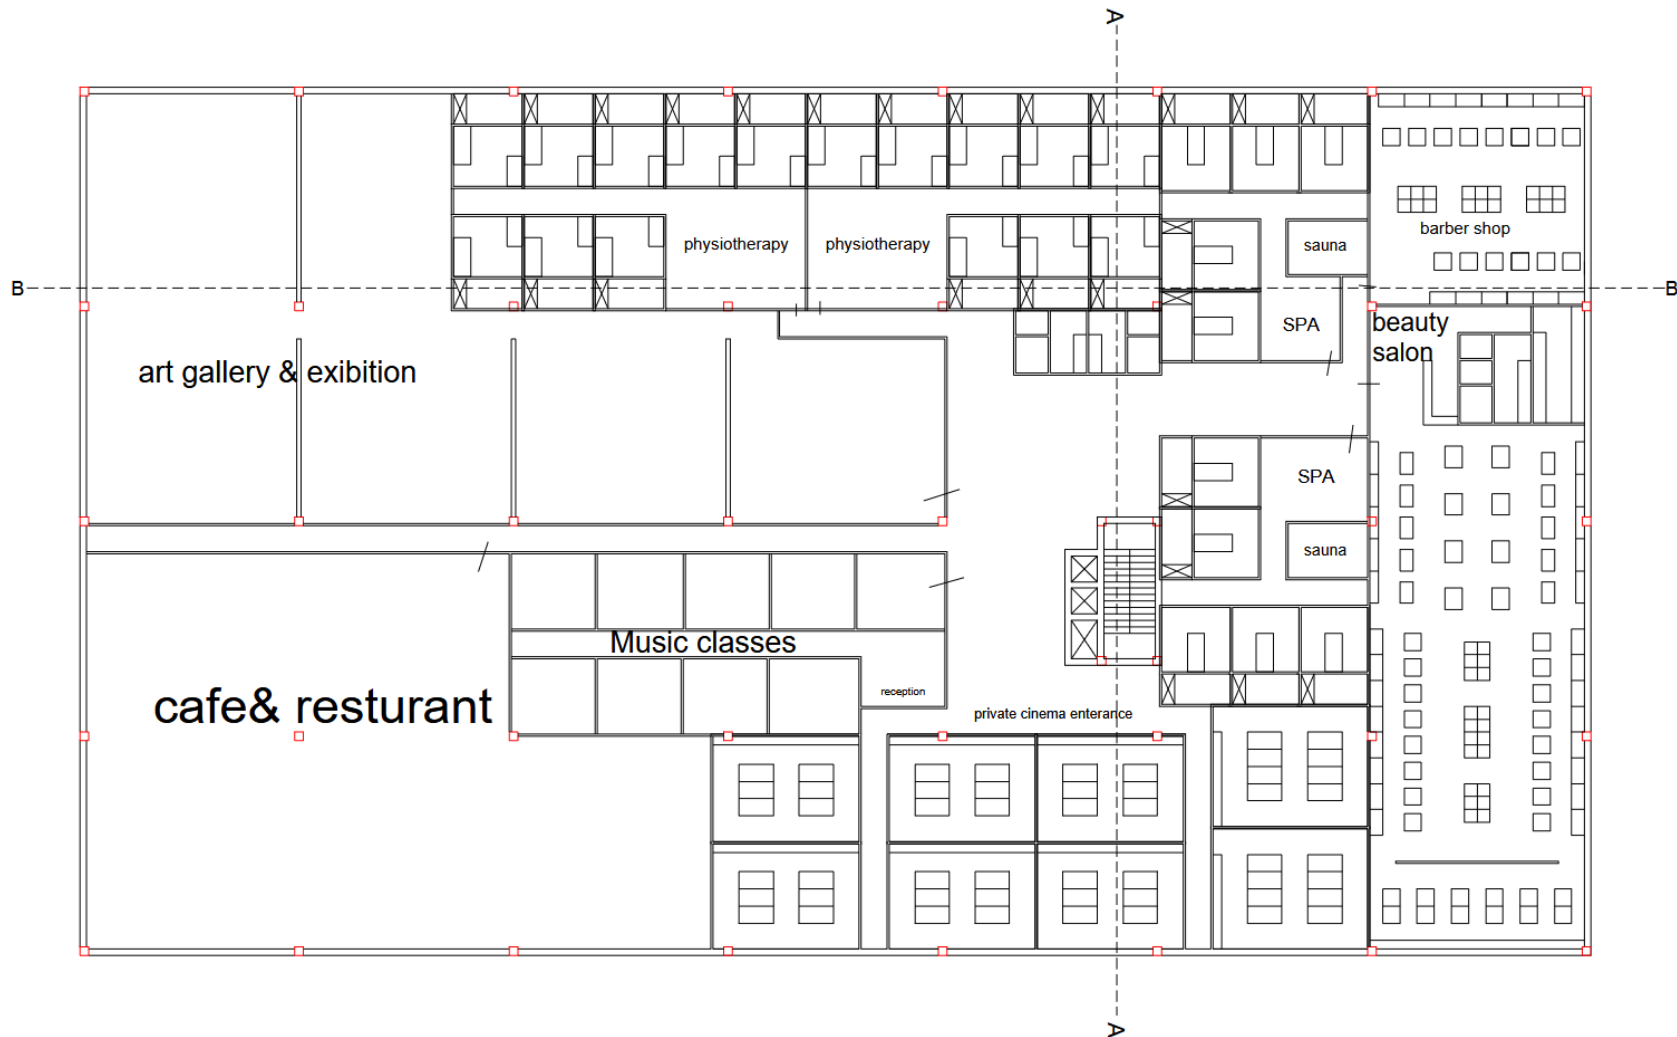 A
physiotherapy
physiotherapy
sauna
barber shop
B
B
SPA
beauty
salon
art gallery & exibition
SPA
sauna
Music classes
reception
cafe& resturant
private cinema enterance
A